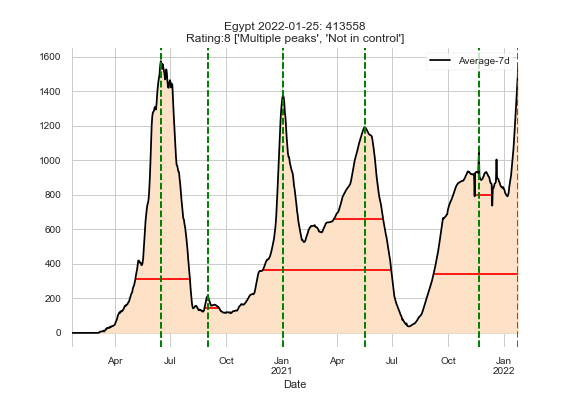 Egypt 2022-01-25: 413558
Rating:8 ['Multiple peaks', 'Not in control']
Average-7d
1600
1400
1200
1000
800
600
400
200
0
Apr
Jul
Oct
Jan
2021
Apr
Jul
Oct
Jan
2022
Date